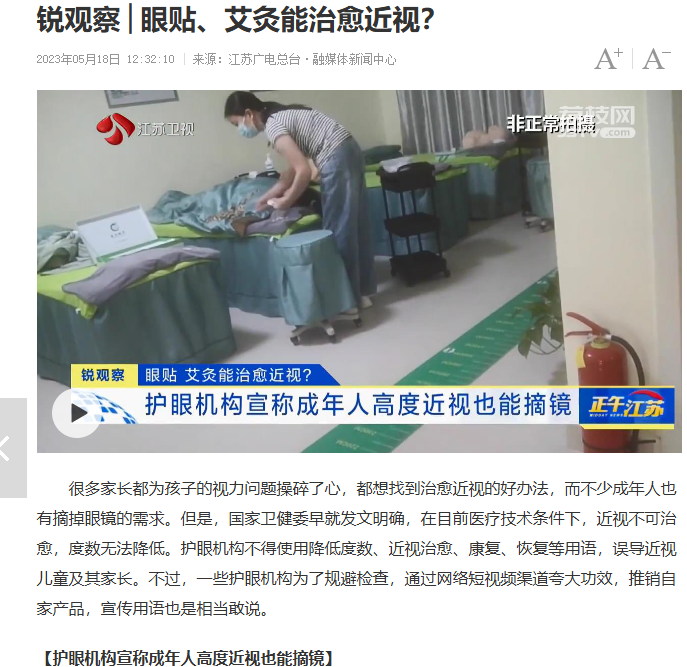 锐观察 | 眼贴、艾灸能治愈近视？
2023年05月18日 12:32:10 | 来源：江苏广电总台·融媒体新闻中心
A+ | A-
江苏卫视
荔枝网
.com
非正常拍摄
锐观察 眼贴 艾灸能治愈近视？
护眼机构宣称成年人高度近视也能摘镜
正午江苏
MIDDAY NEWS
很多家长都为孩子的视力问题操碎了心，都想找到治愈近视的好办法，而不少成年人也
有摘掉眼镜的需求。但是，国家卫健委早就发文明确，在目前医疗技术条件下，近视不可治
愈，度数无法降低。护眼机构不得使用降低度数、近视治愈、康复、恢复等用语，误导近视
儿童及其家长。不过，一些护眼机构为了规避检查，通过网络短视频渠道夸大功效，推销自
家产品，宣传用语也是相当敢说。
【护眼机构宣称成年人高度近视也能摘镜】